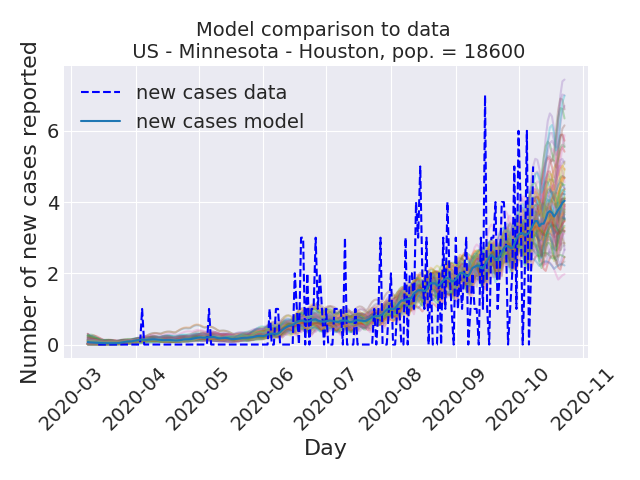 Model comparison to data
US - Minnesota - Houston, pop. = 18600
Number of new cases reported
new cases data
new cases model
6
4
2
0
2020-03
2020-04
2020-05
2020-06
2020-07
2020-08
2020-09
2020-10
2020-11
Day